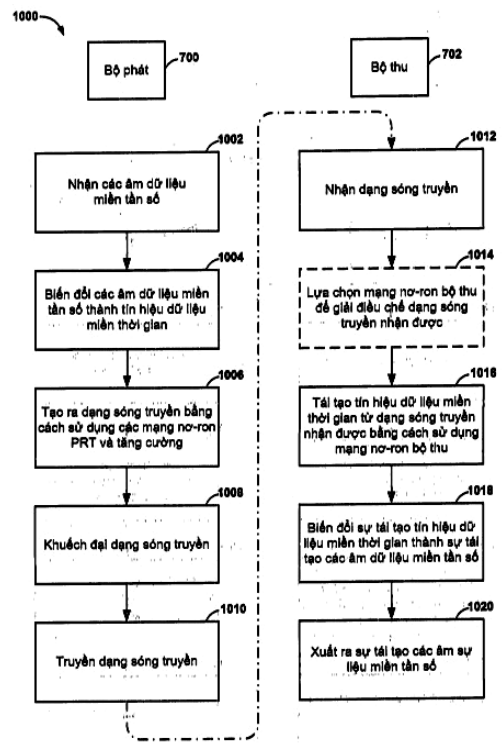 1000
Bộ phát
700
1002
Nhận các âm dữ liệu
miền tần số
1004
Biến đổi các âm dữ liệu miền
tần số thành tín hiệu dữ liệu
miền thời gian
1006
Tạo ra dạng sóng truyền bằng
cách sử dụng các mạng nơ-ron
PRT và tăng cường
1008
Khuếch đại dạng sóng truyền
1010
Truyền dạng sóng truyền
Bộ thu
702
1012
Nhận dạng sóng truyền
1014
Lựa chọn mạng nơ-ron bộ thu
để giải điều chế dạng sóng
truyền nhận được
1016
Tái tạo tín hiệu dữ liệu miền
thời gian từ dạng sóng truyền
nhận được bằng cách sử dụng
mạng nơ-ron bộ thu
1018
Biến đổi sự tái tạo tín hiệu dữ
liệu miền thời gian thành sự tái
tạo các âm dữ liệu miền tần số
1020
Xuất ra sự tái tạo các âm sự
liệu miền tần số